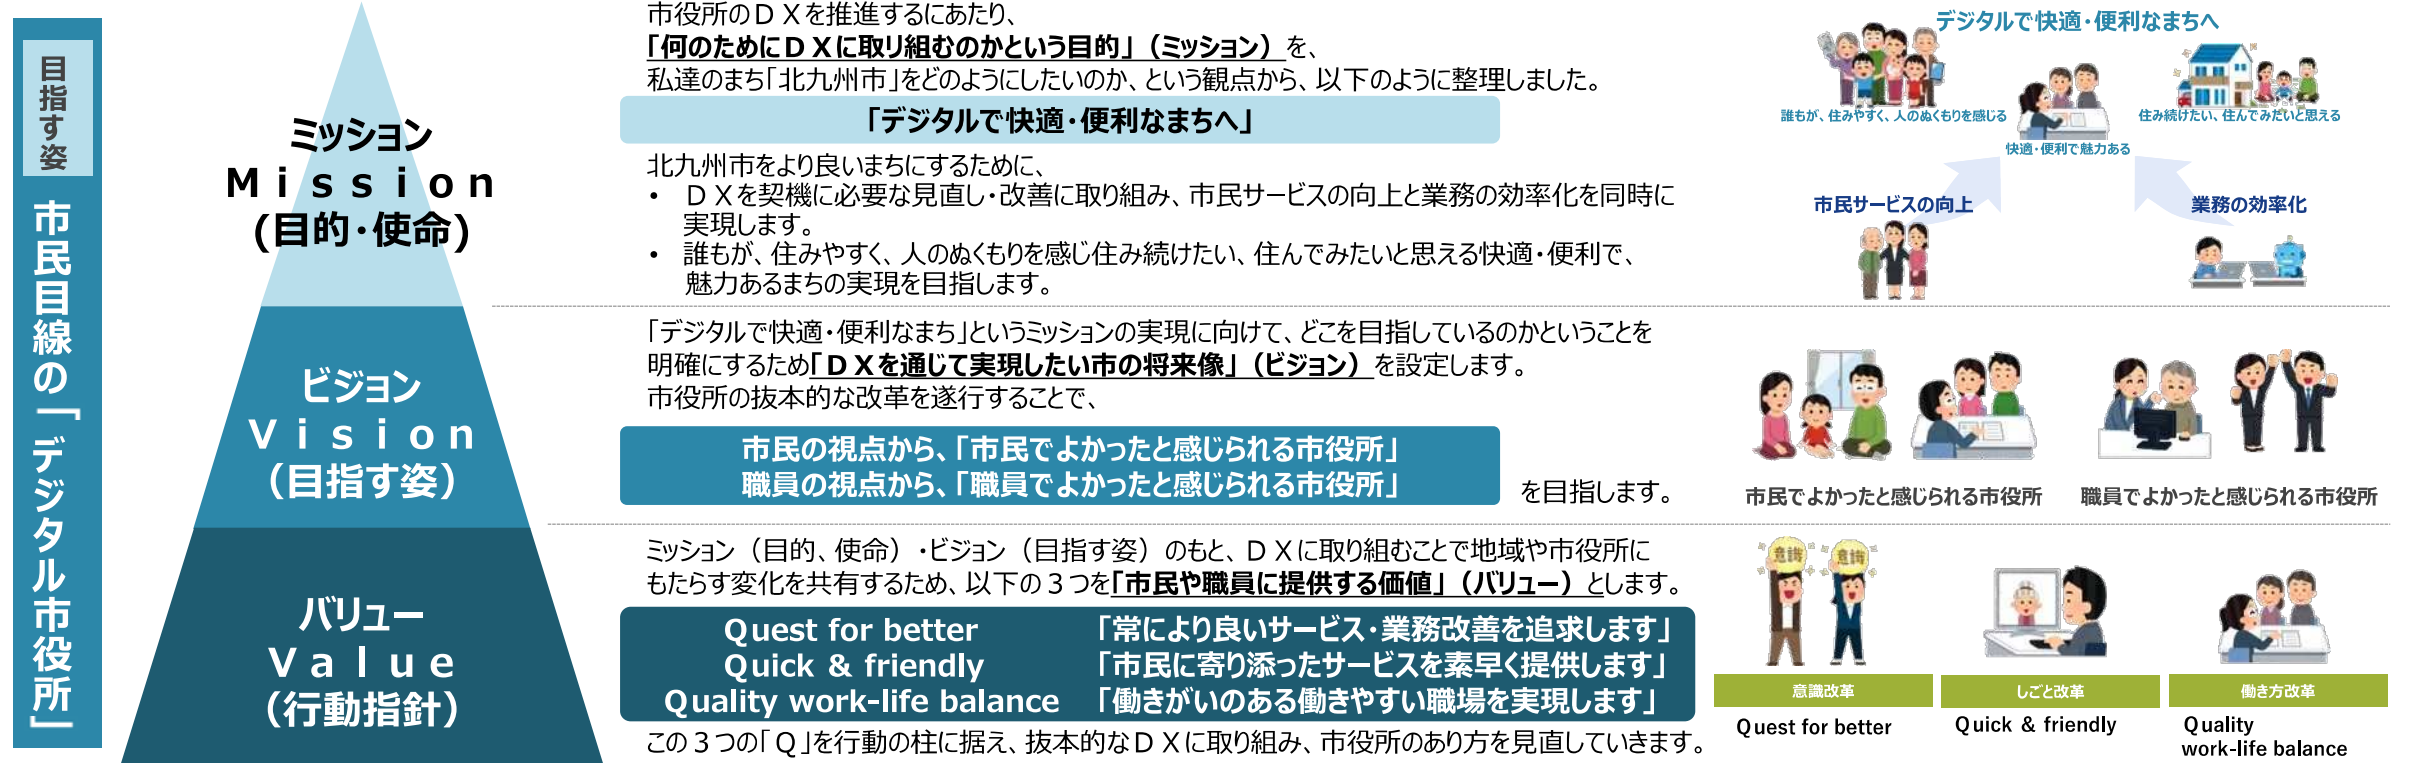 目指す姿
市民目線の「デジタル市役所」
ミッション
Mission
(目的・使命)
市役所のＤＸを推進するにあたり、
「何のためにＤＸに取り組むのかという目的」（ミッション）を、
私達のまち「北九州市」をどのようにしたいのか、という観点から、以下のように整理しました。
「デジタルで快適・便利なまちへ」
北九州市をより良いまちにするために、
• ＤＸを契機に必要な見直し・改善に取り組み、市民サービスの向上と業務の効率化を同時に
実現します。
• 誰もが、住みやすく、人のぬくもりを感じ住み続けたい、住んでみたいと思える快適・便利で、
魅力あるまちの実現を目指します。
デジタルで快適・便利なまちへ
誰もが、住みやすく、人のぬくもりを感じる
住み続けたい、住んでみたいと思える
快適・便利で魅力ある
市民サービスの向上
業務の効率化
ビジョン
Vision
（目指す姿）
「デジタルで快適・便利なまち」というミッションの実現に向けて、どこを目指しているのかということを
明確にするため「ＤＸを通じて実現したい市の将来像」（ビジョン）を設定します。
市役所の抜本的な改革を遂行することで、
市民の視点から、「市民でよかったと感じられる市役所」
職員の視点から、「職員でよかったと感じられる市役所」
を目指します。
市民でよかったと感じられる市役所
職員でよかったと感じられる市役所
バリュー
Value
（行動指針）
ミッション（目的、使命）・ビジョン（目指す姿）のもと、ＤＸに取り組むことで地域や市役所に
もたらす変化を共有するため、以下の３つを「市民や職員に提供する価値」（バリュー）とします。
Quest for better 「常により良いサービス・業務改善を追求します」
Quick & friendly 「市民に寄り添ったサービスを素早く提供します」
Quality work-life balance 「働きがいのある働きやすい職場を実現します」
この３つの「Ｑ」を行動の柱に据え、抜本的なＤＸに取り組み、市役所のあり方を見直していきます。
意識
意識
意識改革
しごと改革
働き方改革
Quest for better
Quick & friendly
Quality
work-life balance